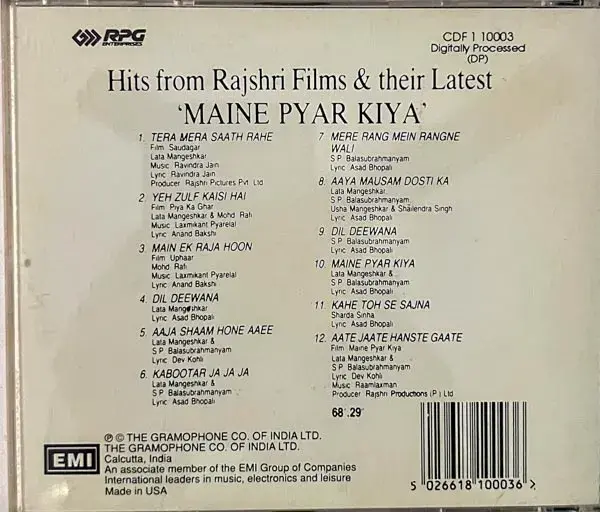 RPG
ENTERPRISES
CDF 1 10003
Digitally Processed
(DP)
Hits from Rajshri Films & their Latest
'MAINE PYAR KIYA'
1. TERA MERA SAATH RAHE
Film Saudagar
Lata Mangeshkar
Music Ravindra Jain
Lyric Ravindra Jain
Producer Rajshri Pictures Pvt Ltd
2. YEH ZULF KAISI HAI
Film Piya Ka Ghar
Lata Mangeshkar & Mohd Rafi
Music Laxmikant Pyarelal
Lyric Anand Bakshi
3. MAIN EK RAJA HOON
Film Uphaar
Mohd Rafi
Music Laxmikant Pyarelal
Lyric Anand Bakshi
4. DIL DEEWANA
Lata Mangeshkar
Lyric Asad Bhopali
5. AAJA SHAAM HONE AAEE
Lata Mangeshkar &
S P Balasubrahmanyam
Lyric Dev Kohli
6. KABOOTAR JA JA JA
Lata Mangeshkar &
S P Balasubrahmanyam
Lyric Asad Bhopali
7. MERE RANG MEIN RANGNE
WALI
S P Balasubrahmanyam
Lyric Asad Bhopali
8. AAYA MAUSAM DOSTI KA
Lata Mangeshkar
S P Balasubrahmanyam
Usha Mangeshkar & Shailendra Singh
Lyric Asad Bhopali
9 DIL DEEWANA
S P Balasubrahmanyam
Lyric Asad Bhopali
10. MAINE PYAR KIYA
Lata Mangeshkar &
S P Balasubrahmanyam
Lyric Asad Bhopali
11. KAHE TOH SE SAJNA
Sharda Sinha
Lyric Asad Bhopali
12. AATE JAATE HANSTE GAATE
Film Maine Pyar Kiya
Lata Mangeshkar &
S P Balasubrahmanyam
Lyric Dev Kohli
Music Raamlaxman
Producer Rajshri Productions (P) Ltd
68'.29"
EMI
℗ © THE GRAMOPHONE CO. OF INDIA LTD.
THE GRAMOPHONE CO. OF INDIA LTD.
Calcutta, India
An associate member of the EMI Group of Companies
International leaders in music, electronics and leisure
Made in USA
5 026618 100036 >